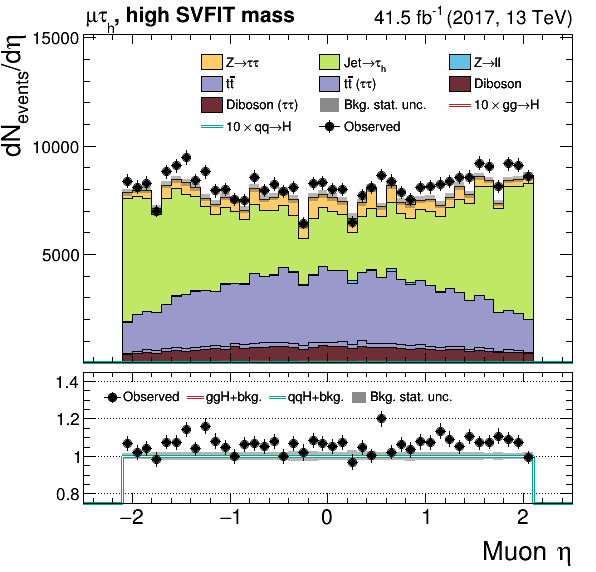 μτh, high SVFIT mass 41.5 fb⁻¹ (2017, 13 TeV)
dNevents/dη
15000
10000
5000
Z→ττ Jet→τh Z→ll
tt̄ tt̄ (ττ) Diboson
Diboson (ττ) Bkg. stat. unc. 10 × gg→H
10 × qq→H Observed
1.4
1.2
1
0.8
Observed ggH+bkg. qqH+bkg. Bkg. stat. unc.
−2 −1 0 1 2
Muon η